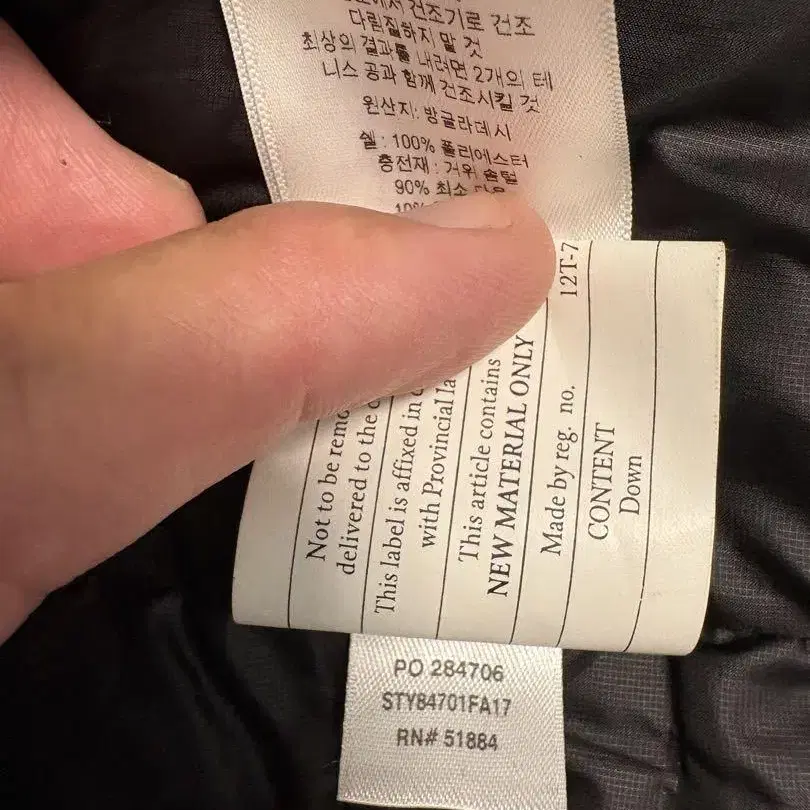 건조기로 건조
다림질하지 말 것
최상의 결과를 내려면 2개의 테
니스 공과 함께 건조시킬 것
원산지: 방글라데시
쉘: 100% 폴리에스터
충전재: 거위 솜털
90% 최소
Not to be
delivered to the
This label is affixed in
with Provincial
This article contains
NEW MATERIAL ONLY
Made by reg. no. 12T-7
CONTENT
Down
PO 284706
STY84701FA17
RN# 51884